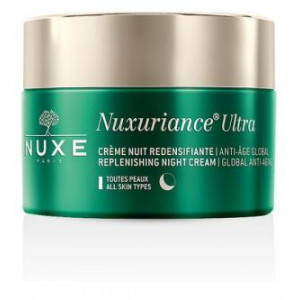 Nuxuriance® Ultra
NUXE
PARIS
CRÈME NUIT REDENSIFIANTE | ANTI-ÂGE GLOBAL
REPLENISHING NIGHT CREAM | GLOBAL ANTI-AGING
TOUTES PEAUX
ALL SKIN TYPES